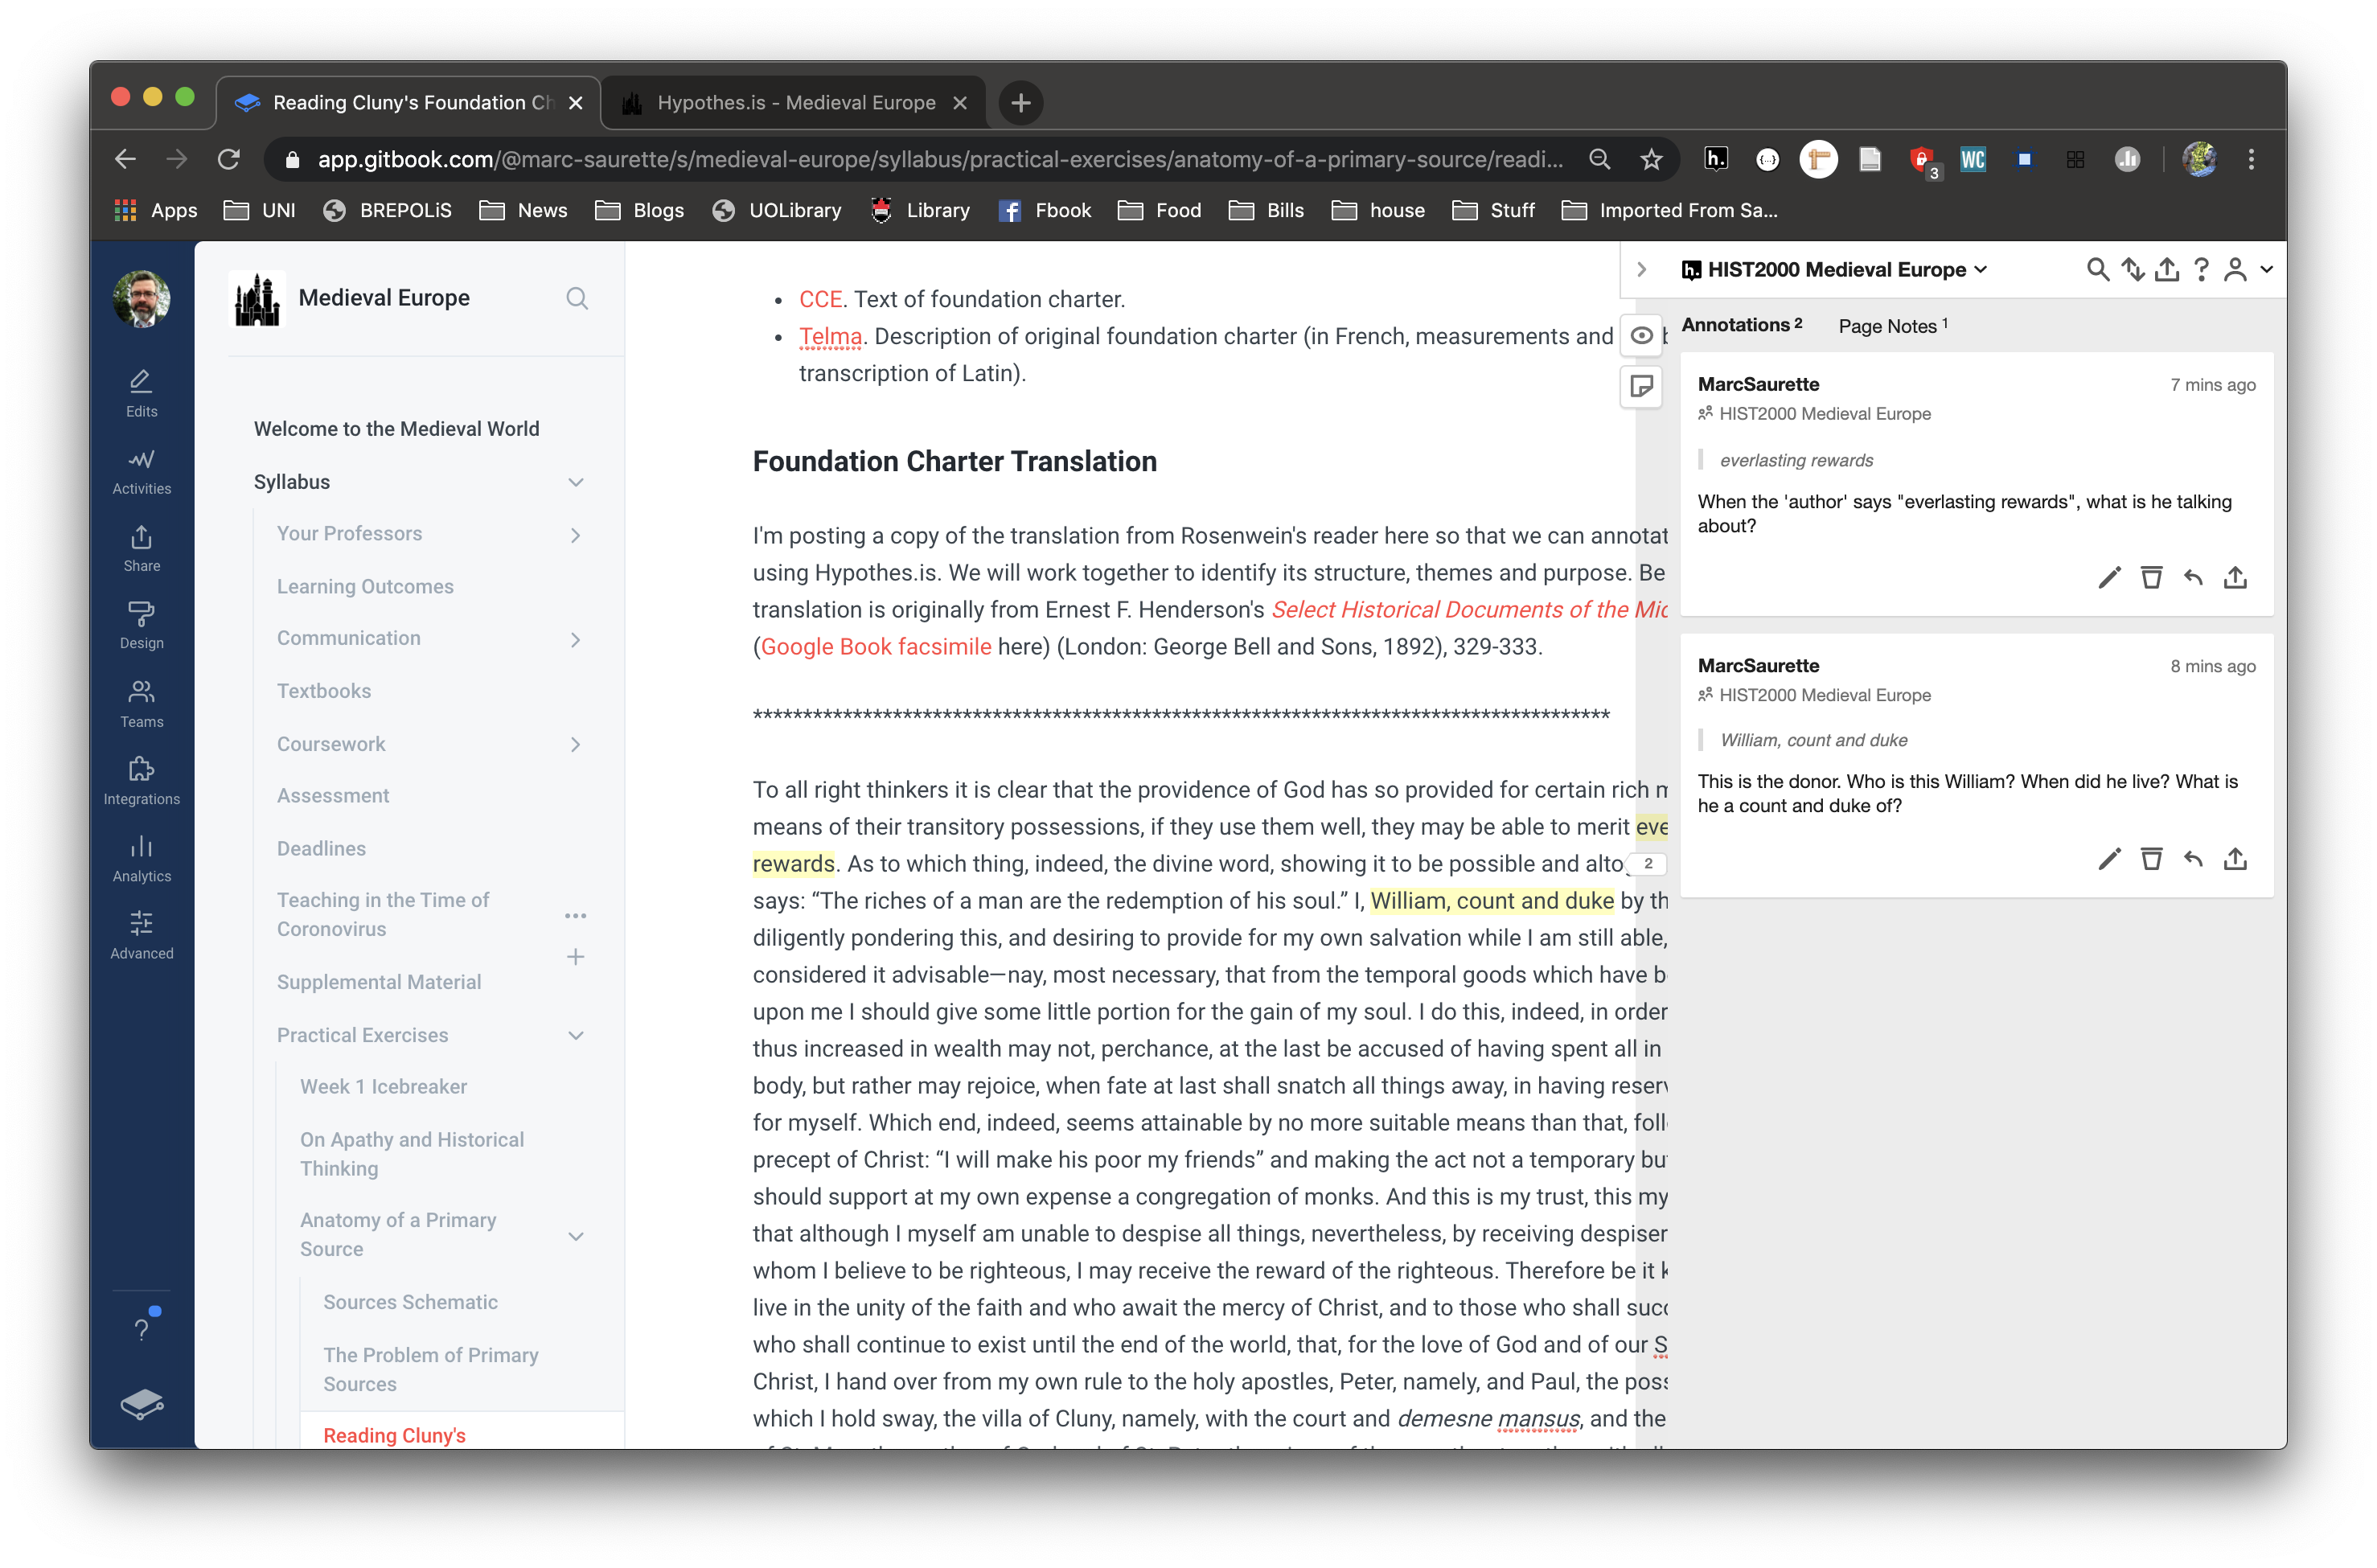 Reading Cluny's Foundation Ch
Hypothes.is - Medieval Europe
app.gitbook.com/@marc-saurette/s/medieval-europe/syllabus/practical-exercises/anatomy-of-a-primary-source/readi...
h.
3
WC
Apps
UNI
BREPOLiS
News
Blogs
UOLibrary
Library
Fbook
Food
Bills
house
Stuff
Imported From Sa...
Edits
Activities
Share
Design
Teams
Integrations
Analytics
Advanced
Medieval Europe
Welcome to the Medieval World
Syllabus
Your Professors
Learning Outcomes
Communication
Textbooks
Coursework
Assessment
Deadlines
Teaching in the Time of
Coronovirus
Supplemental Material
Practical Exercises
Week 1 Icebreaker
On Apathy and Historical
Thinking
Anatomy of a Primary
Source
Sources Schematic
The Problem of Primary
Sources
Reading Cluny's
• CCE. Text of foundation charter.
• Telma. Description of original foundation charter (in French, measurements and
transcription of Latin).
Foundation Charter Translation
I'm posting a copy of the translation from Rosenwein's reader here so that we can annotat
using Hypothes.is. We will work together to identify its structure, themes and purpose. Be
translation is originally from Ernest F. Henderson's Select Historical Documents of the Mid
(Google Book facsimile here) (London: George Bell and Sons, 1892), 329-333.
**************************************************************************************
To all right thinkers it is clear that the providence of God has so provided for certain rich m
means of their transitory possessions, if they use them well, they may be able to merit eve
rewards. As to which thing, indeed, the divine word, showing it to be possible and altog
2
says: “The riches of a man are the redemption of his soul.” I, William, count and duke by th
diligently pondering this, and desiring to provide for my own salvation while I am still able,
considered it advisable—nay, most necessary, that from the temporal goods which have b
upon me I should give some little portion for the gain of my soul. I do this, indeed, in order
thus increased in wealth may not, perchance, at the last be accused of having spent all in
body, but rather may rejoice, when fate at last shall snatch all things away, in having reserv
for myself. Which end, indeed, seems attainable by no more suitable means than that, foll
precept of Christ: “I will make his poor my friends” and making the act not a temporary bu
should support at my own expense a congregation of monks. And this is my trust, this my
that although I myself am unable to despise all things, nevertheless, by receiving despiser
whom I believe to be righteous, I may receive the reward of the righteous. Therefore be it k
live in the unity of the faith and who await the mercy of Christ, and to those who shall succ
who shall continue to exist until the end of the world, that, for the love of God and of our S
Christ, I hand over from my own rule to the holy apostles, Peter, namely, and Paul, the poss
which I hold sway, the villa of Cluny, namely, with the court and demesne mansus, and the
h. HIST2000 Medieval Europe
Annotations 2 Page Notes 1
MarcSaurette 7 mins ago
HIST2000 Medieval Europe
everlasting rewards
When the 'author' says "everlasting rewards", what is he talking
about?
MarcSaurette 8 mins ago
HIST2000 Medieval Europe
William, count and duke
This is the donor. Who is this William? When did he live? What is
he a count and duke of?